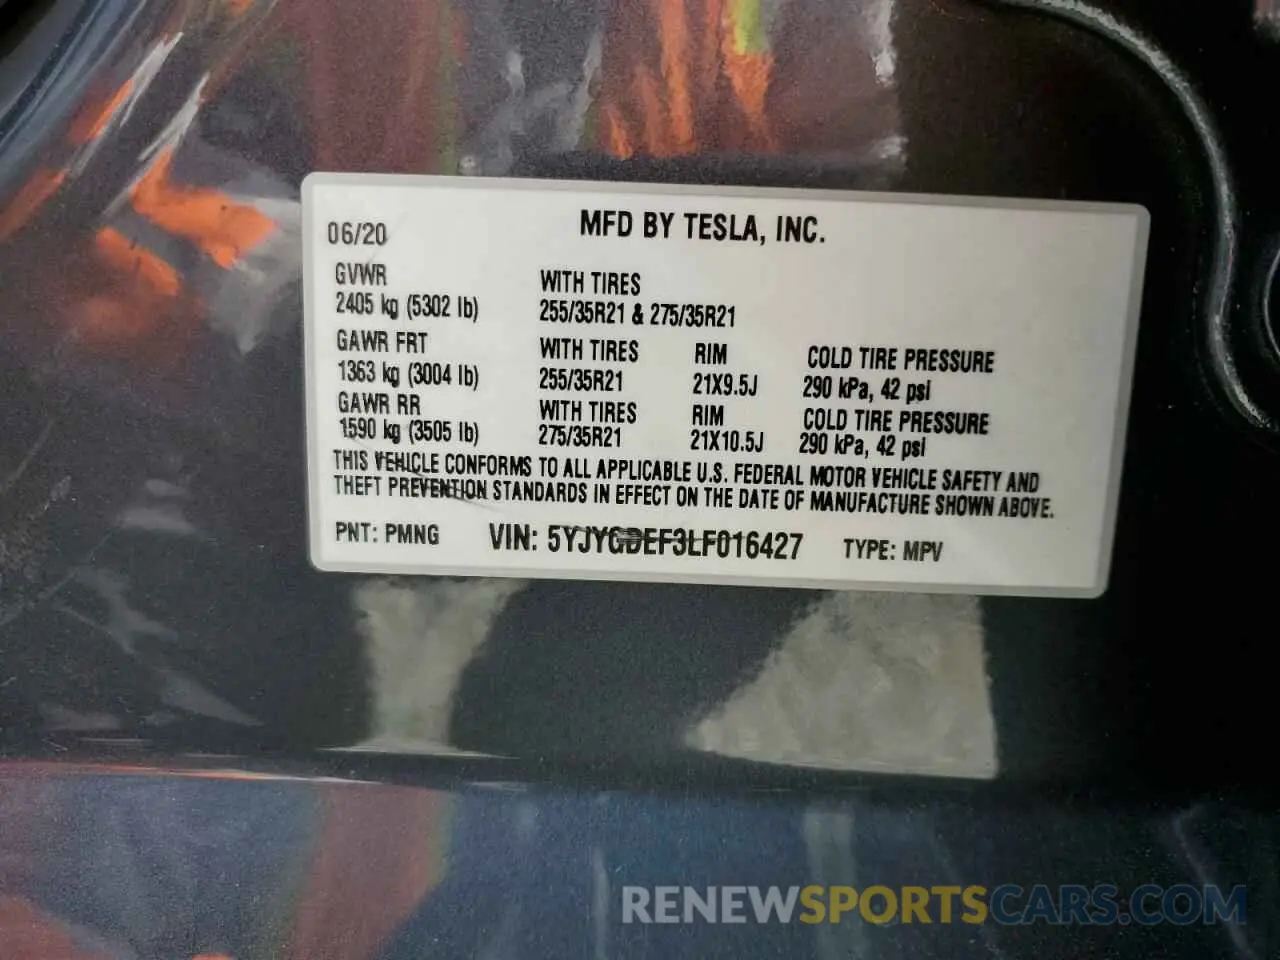 MFD BY TESLA, INC.
06/20
GVWR WITH TIRES
2405 kg (5302 lb) 255/35R21 & 275/35R21
GAWR FRT WITH TIRES RIM COLD TIRE PRESSURE
1363 kg (3004 lb) 255/35R21 21X9.5J 290 kPa, 42 psi
GAWR RR WITH TIRES RIM COLD TIRE PRESSURE
1590 kg (3505 lb) 275/35R21 21X10.5J 290 kPa, 42 psi
THIS VEHICLE CONFORMS TO ALL APPLICABLE U.S. FEDERAL MOTOR VEHICLE SAFETY AND
THEFT PREVENTION STANDARDS IN EFFECT ON THE DATE OF MANUFACTURE SHOWN ABOVE.
PNT: PMNG VIN: 5YJYGDEF3LF016427 TYPE: MPV
RENEWSPORTSCARS.COM